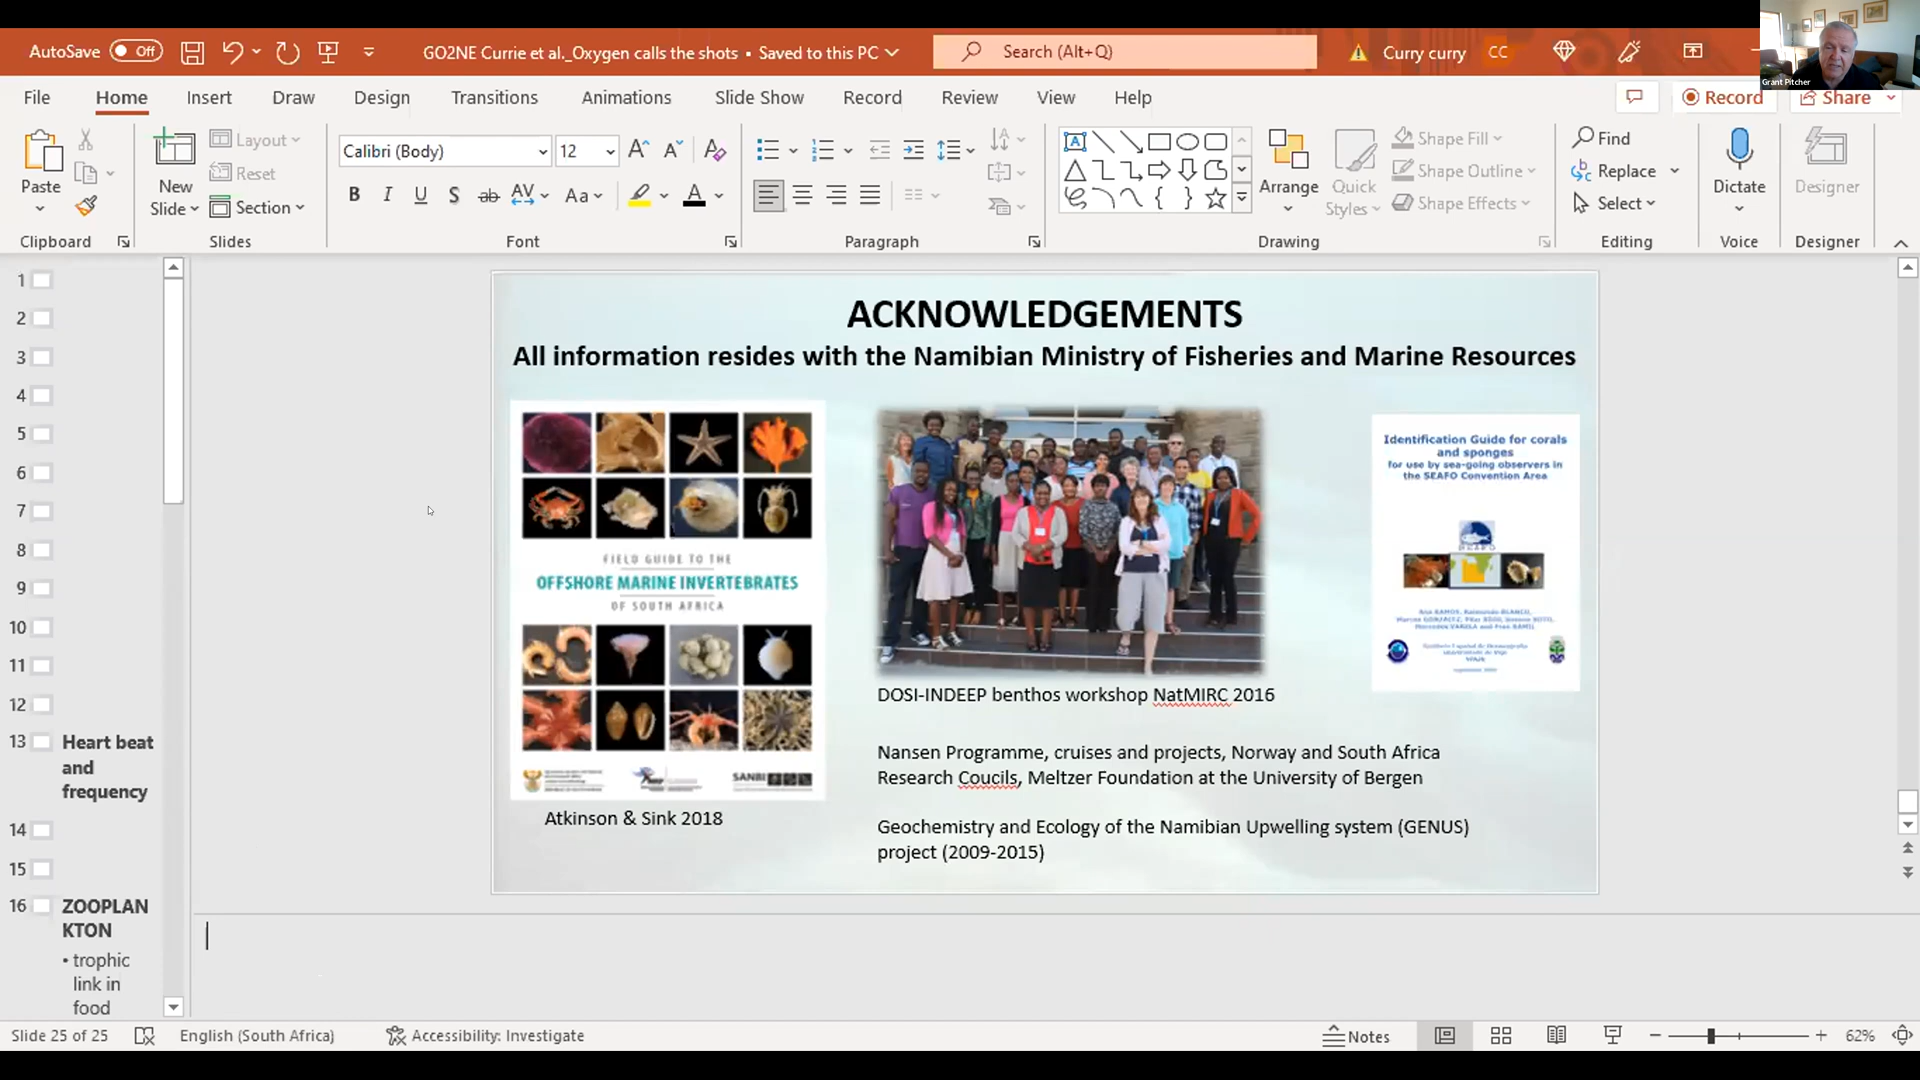 AutoSave Off
GO2NE Currie et al._Oxygen calls the shots • Saved to this PC
Search (Alt+Q)
Curry curry CC
Grant Pitcher
File Home Insert Draw Design Transitions Animations Slide Show Record Review View Help
Record Share
Paste
New
Slide
Layout
Reset
Section
Calibri (Body) 12
Arrange
Quick
Styles
Shape Fill
Shape Outline
Shape Effects
Find
Replace
Select
Dictate
Designer
Clipboard Slides Font Paragraph Drawing Editing Voice Designer
1
2
3
4
5
6
7
8
9
10
11
12
13 Heart beat
and
frequency
14
15
16 ZOOPLAN
KTON
• trophic
link in
food
ACKNOWLEDGEMENTS
All information resides with the Namibian Ministry of Fisheries and Marine Resources
FIELD GUIDE TO THE
OFFSHORE MARINE INVERTEBRATES
OF SOUTH AFRICA
SANBI
Atkinson & Sink 2018
DOSI-INDEEP benthos workshop NatMIRC 2016
Nansen Programme, cruises and projects, Norway and South Africa
Research Coucils, Meltzer Foundation at the University of Bergen
Geochemistry and Ecology of the Namibian Upwelling system (GENUS)
project (2009-2015)
Identification Guide for corals
and sponges
for use by sea-going observers in
the SEAFO Convention Area
Slide 25 of 25 English (South Africa) Accessibility: Investigate Notes 62%